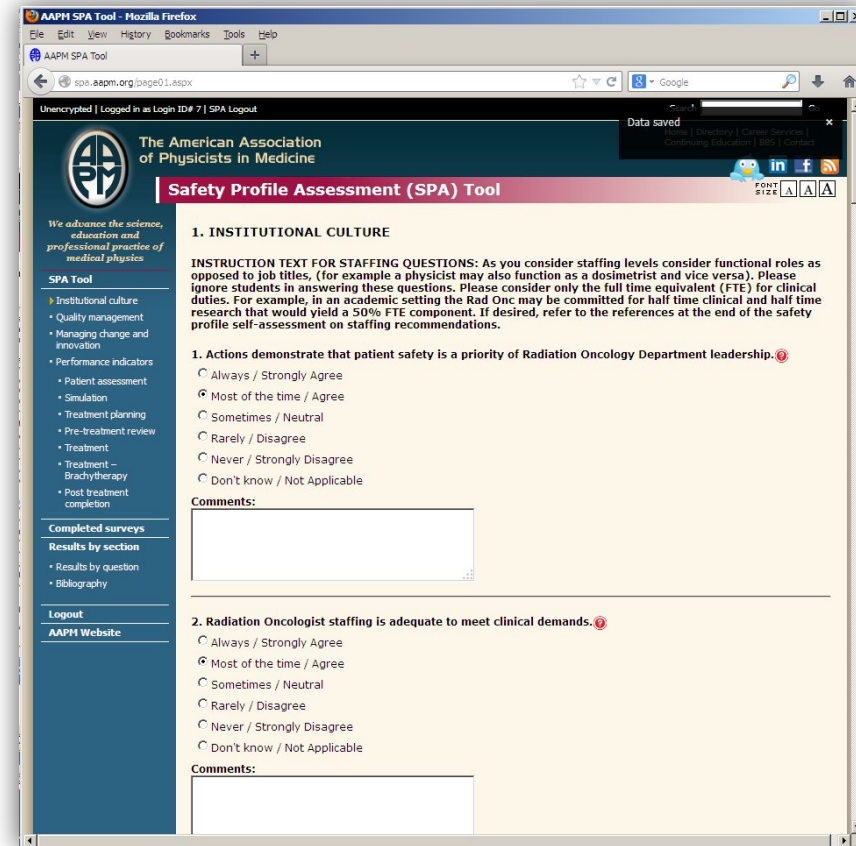 AAPM SPA Tool - Mozilla Firefox
File Edit View History Bookmarks Tools Help
AAPM SPA Tool
spa.aapm.org/page01.aspx
Google
Unencrypted | Logged in as Login ID# 7 | SPA Logout
Search
Go
Data saved
Home | Directory | Career Services |
Continuing Education | BBS | Contact
AAPM
The American Association
of Physicists in Medicine
in f
Safety Profile Assessment (SPA) Tool
FONT
SIZE A A A
We advance the science,
education and
professional practice of
medical physics
SPA Tool
Institutional culture
• Quality management
• Managing change and
innovation
• Performance indicators
• Patient assessment
• Simulation
• Treatment planning
• Pre-treatment review
• Treatment
• Treatment –
Brachytherapy
• Post treatment
completion
Completed surveys
Results by section
• Results by question
• Bibliography
Logout
AAPM Website
1. INSTITUTIONAL CULTURE
INSTRUCTION TEXT FOR STAFFING QUESTIONS: As you consider staffing levels consider functional roles as
opposed to job titles, (for example a physicist may also function as a dosimetrist and vice versa). Please
ignore students in answering these questions. Please consider only the full time equivalent (FTE) for clinical
duties. For example, in an academic setting the Rad Onc may be committed for half time clinical and half time
research that would yield a 50% FTE component. If desired, refer to the references at the end of the safety
profile self-assessment on staffing recommendations.
1. Actions demonstrate that patient safety is a priority of Radiation Oncology Department leadership.
Always / Strongly Agree
Most of the time / Agree
Sometimes / Neutral
Rarely / Disagree
Never / Strongly Disagree
Don't know / Not Applicable
Comments:
2. Radiation Oncologist staffing is adequate to meet clinical demands.
Always / Strongly Agree
Most of the time / Agree
Sometimes / Neutral
Rarely / Disagree
Never / Strongly Disagree
Don't know / Not Applicable
Comments: